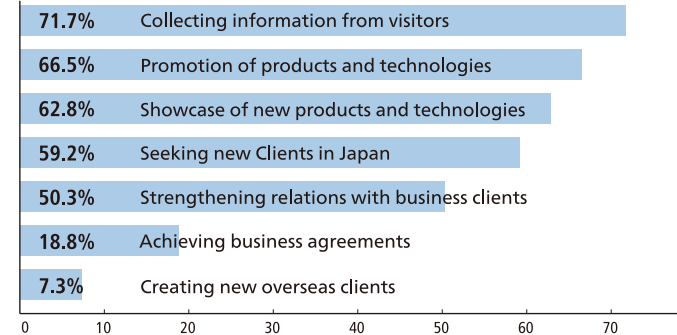 71.7% Collecting information from visitors
66.5% Promotion of products and technologies
62.8% Showcase of new products and technologies
59.2% Seeking new Clients in Japan
50.3% Strengthening relations with business clients
18.8% Achieving business agreements
7.3% Creating new overseas clients
0 10 20 30 40 50 60 70